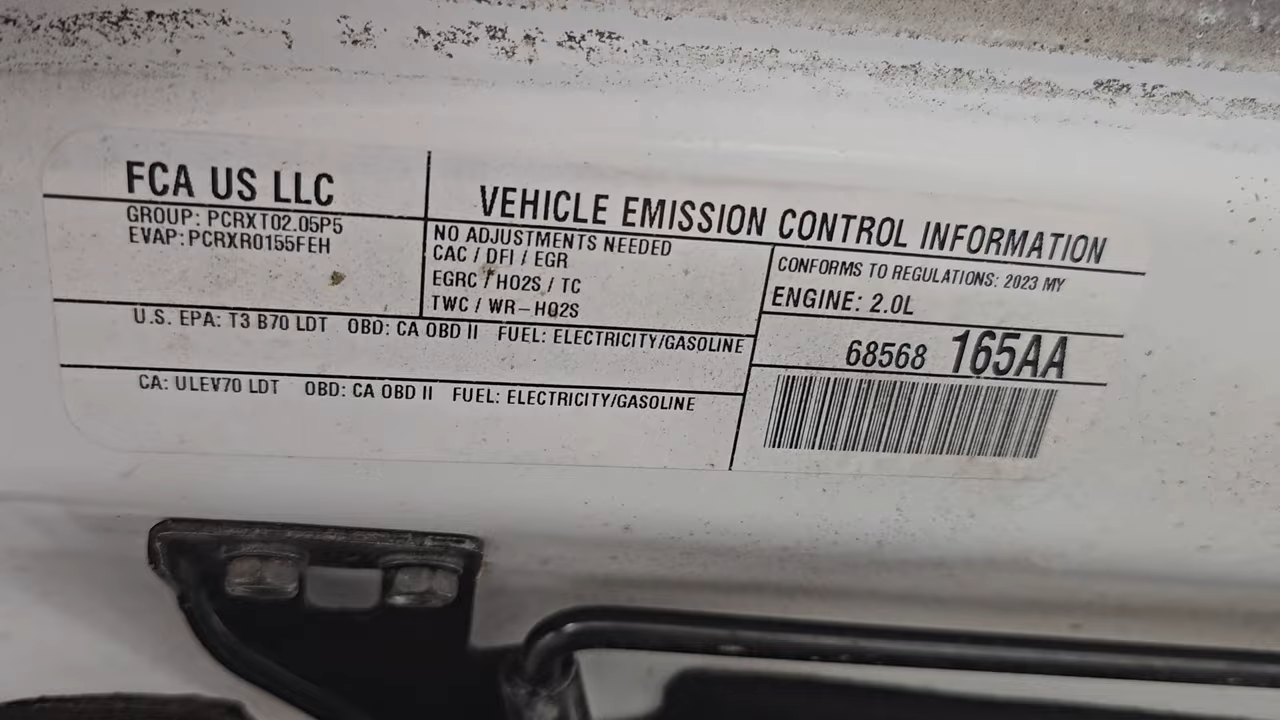 FCA US LLC
VEHICLE EMISSION CONTROL INFORMATION
GROUP: PCRXT02.05P5
EVAP: PCRXR0155FEH
NO ADJUSTMENTS NEEDED
CAC / DFI / EGR
EGRC / HO2S / TC
TWC / WR-HO2S
CONFORMS TO REGULATIONS: 2023 MY
ENGINE: 2.0L
U.S. EPA: T3 B70 LDT OBD: CA OBD II FUEL: ELECTRICITY/GASOLINE
68568 165AA
CA: ULEV70 LDT OBD: CA OBD II FUEL: ELECTRICITY/GASOLINE